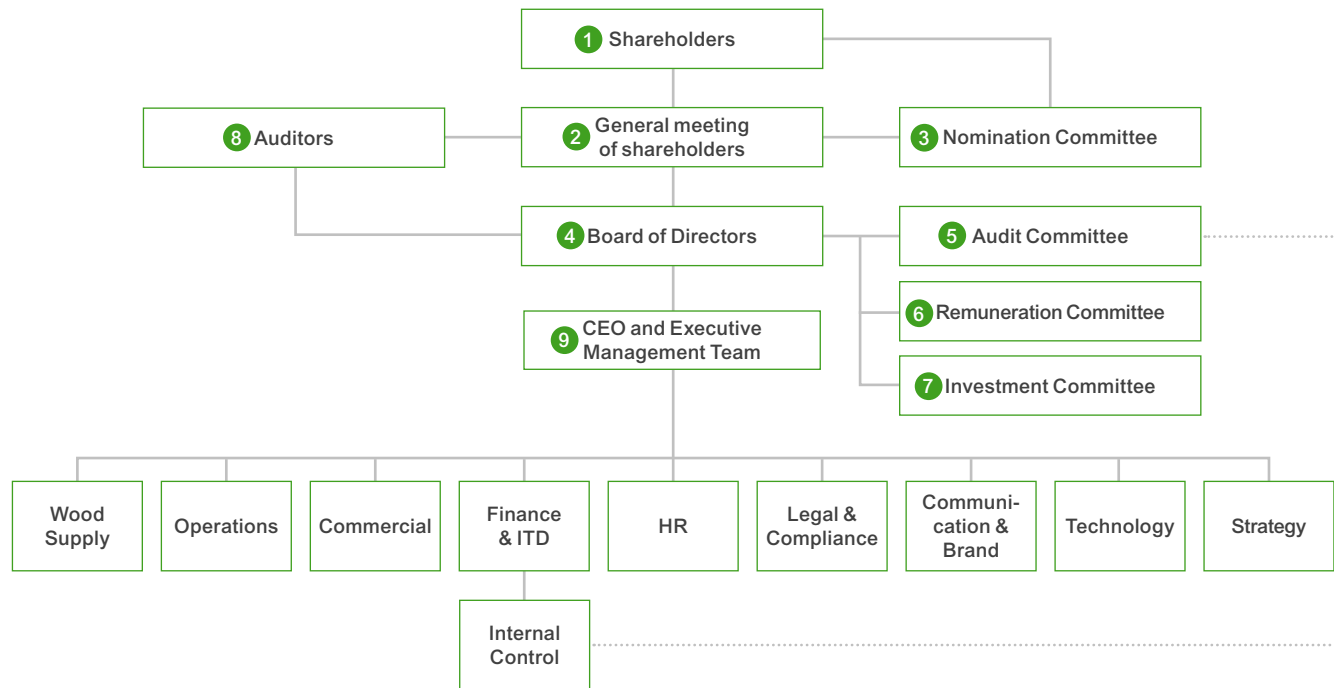 1 Shareholders
8 Auditors
2 General meeting
of shareholders
3 Nomination Committee
4 Board of Directors
5 Audit Committee
6 Remuneration Committee
9 CEO and Executive
Management Team
7 Investment Committee
Wood
Supply
Operations
Commercial
Finance
& ITD
HR
Legal &
Compliance
Communi-
cation &
Brand
Technology
Strategy
Internal
Control